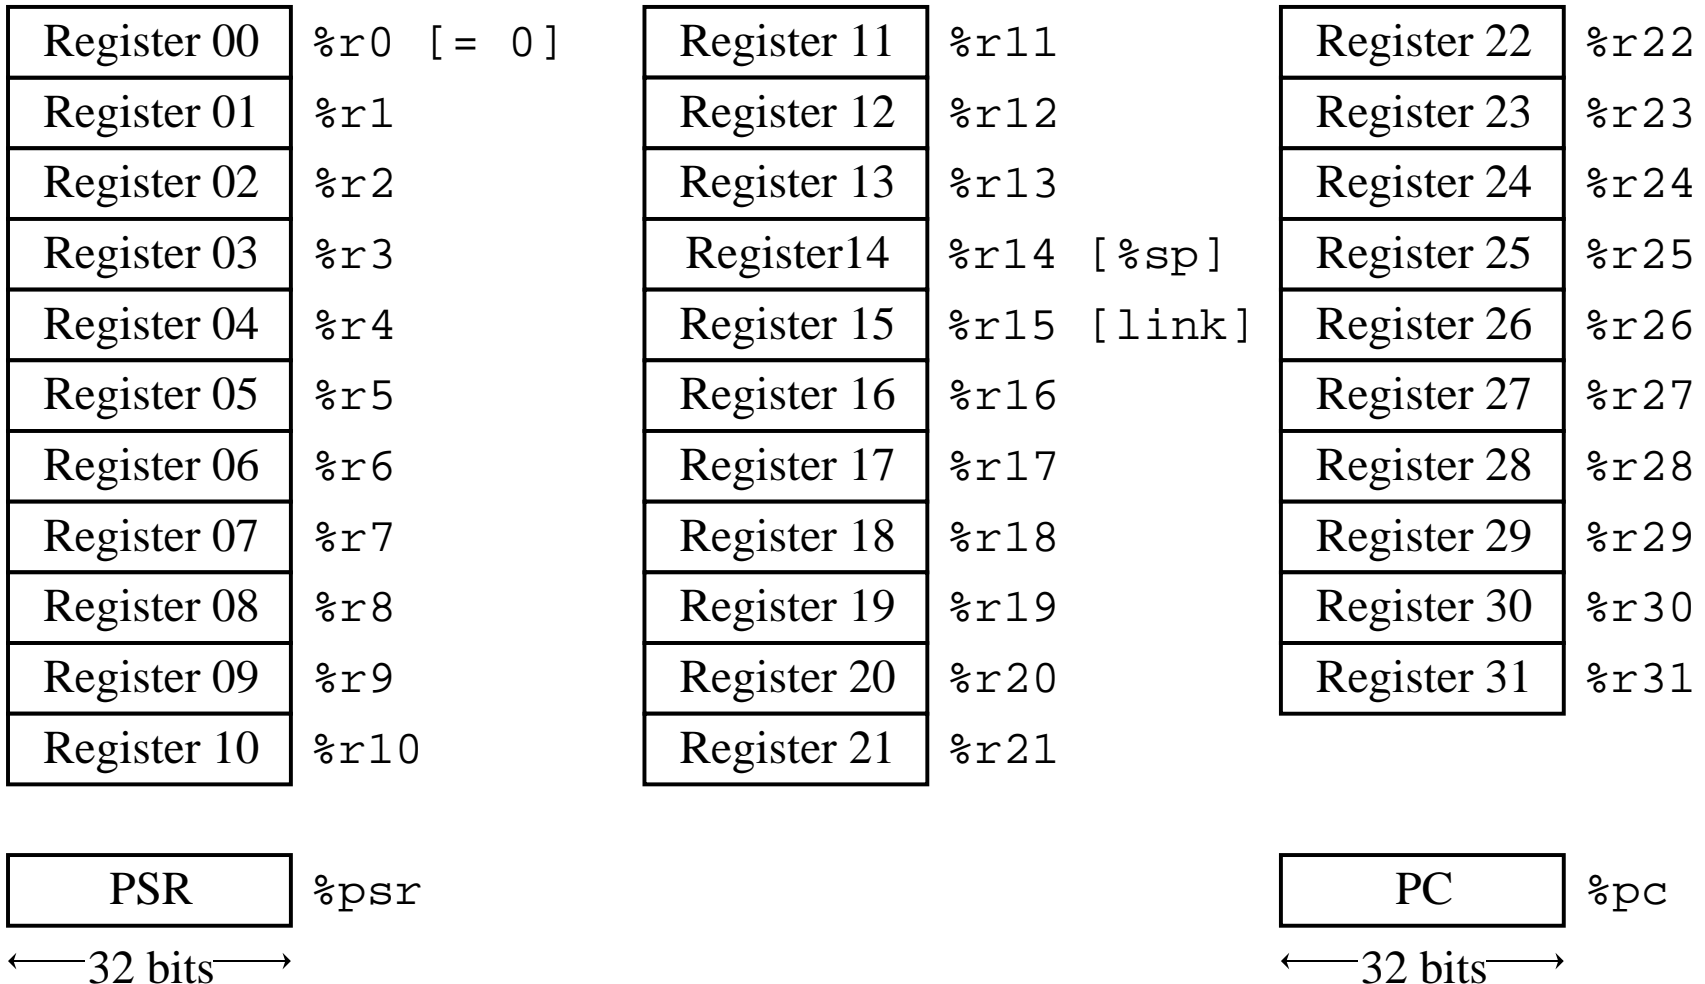 Register 00 %r0 [= 0] Register 11 %r11 Register 22 %r22
Register 01 %r1 Register 12 %r12 Register 23 %r23
Register 02 %r2 Register 13 %r13 Register 24 %r24
Register 03 %r3 Register14 %r14 [%sp] Register 25 %r25
Register 04 %r4 Register 15 %r15 [link] Register 26 %r26
Register 05 %r5 Register 16 %r16 Register 27 %r27
Register 06 %r6 Register 17 %r17 Register 28 %r28
Register 07 %r7 Register 18 %r18 Register 29 %r29
Register 08 %r8 Register 19 %r19 Register 30 %r30
Register 09 %r9 Register 20 %r20 Register 31 %r31
Register 10 %r10 Register 21 %r21
PSR %psr PC %pc
32 bits 32 bits